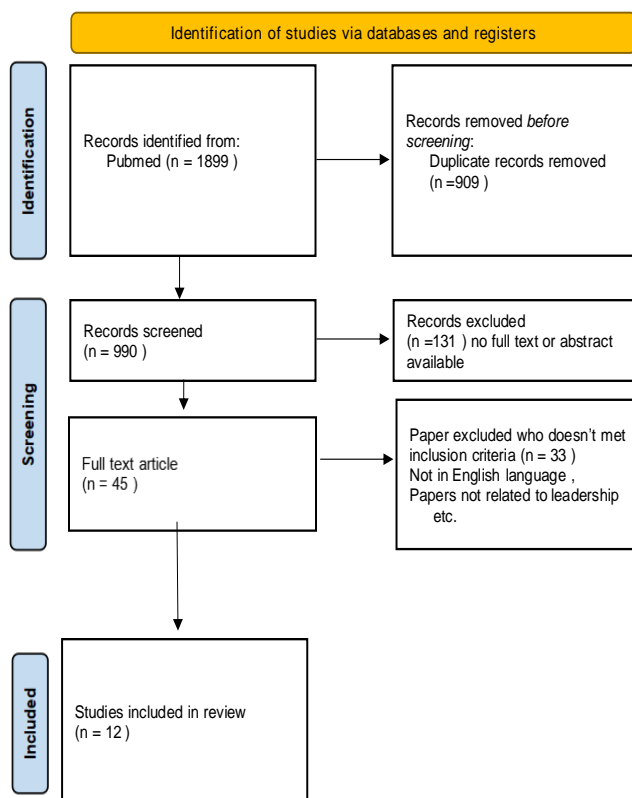 Identification of studies via databases and registers
Identification
Records identified from:
Pubmed (n = 1899 )
Records removed before
screening:
Duplicate records removed
(n =909 )
Screening
Records screened
(n = 990 )
Records excluded
(n =131 ) no full text or abstract
available
Full text article
(n = 45 )
Paper excluded who doesn’t met
inclusion criteria (n = 33 )
Not in English language ,
Papers not related to leadership
etc.
Included
Studies included in review
(n = 12 )